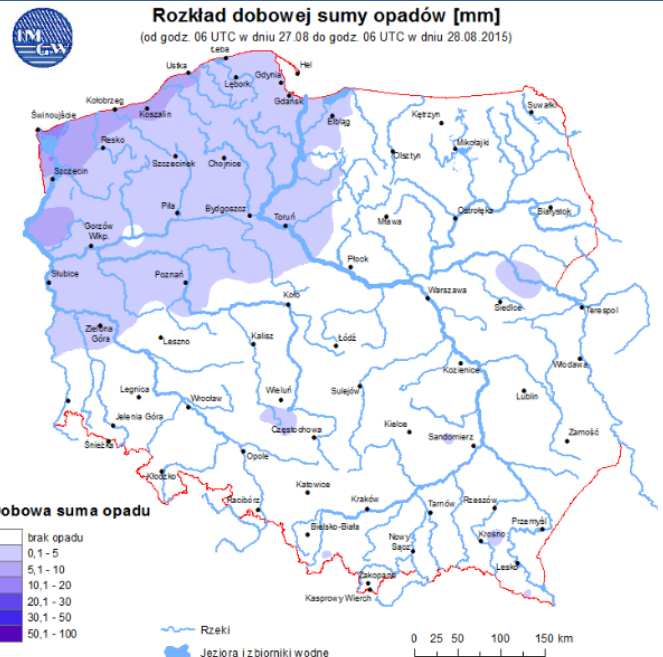 IM
GW
Rozkład dobowej sumy opadów [mm]
(od godz. 06 UTC w dniu 27.08 do godz. 06 UTC w dniu 28.08.2015)
Łeba
Ustka
Hel
Gdynia
Lębork
Gdańsk
Kołobrzeg
Koszalin
Świnoujście
Suwałki
Kętrzyn
Elbląg
Resko
Mikołajki
Olsztyn
Szczecinek
Chojnice
Szczecin
Piła
Bydgoszcz
Toruń
Mława
Ostrołęka
Białystok
Gorzów
Wlkp.
Płock
Słubice
Poznań
Warszawa
Koło
Siedlce
Terespol
Zielona
Góra
Leszno
Kalisz
Łódź
Kozienice
Włodawa
Legnica
Wrocław
Wieluń
Sulejów
Lublin
Jelenia Góra
Częstochowa
Kielce
Sandomierz
Zamość
Śnieżka
Opole
Kłodzko
Katowice
Racibórz
Kraków
Tarnów
Rzeszów
Przemyśl
Bielsko-Biała
Nowy
Sącz
Krosno
Lesko
Zakopane
Kasprowy Wierch
Dobowa suma opadu
brak opadu
0,1 - 5
5,1 - 10
10,1 - 20
20,1 - 30
30,1 - 50
50,1 - 100
Rzeki
Jeziora i zbiorniki wodne
0 25 50 100 150 km